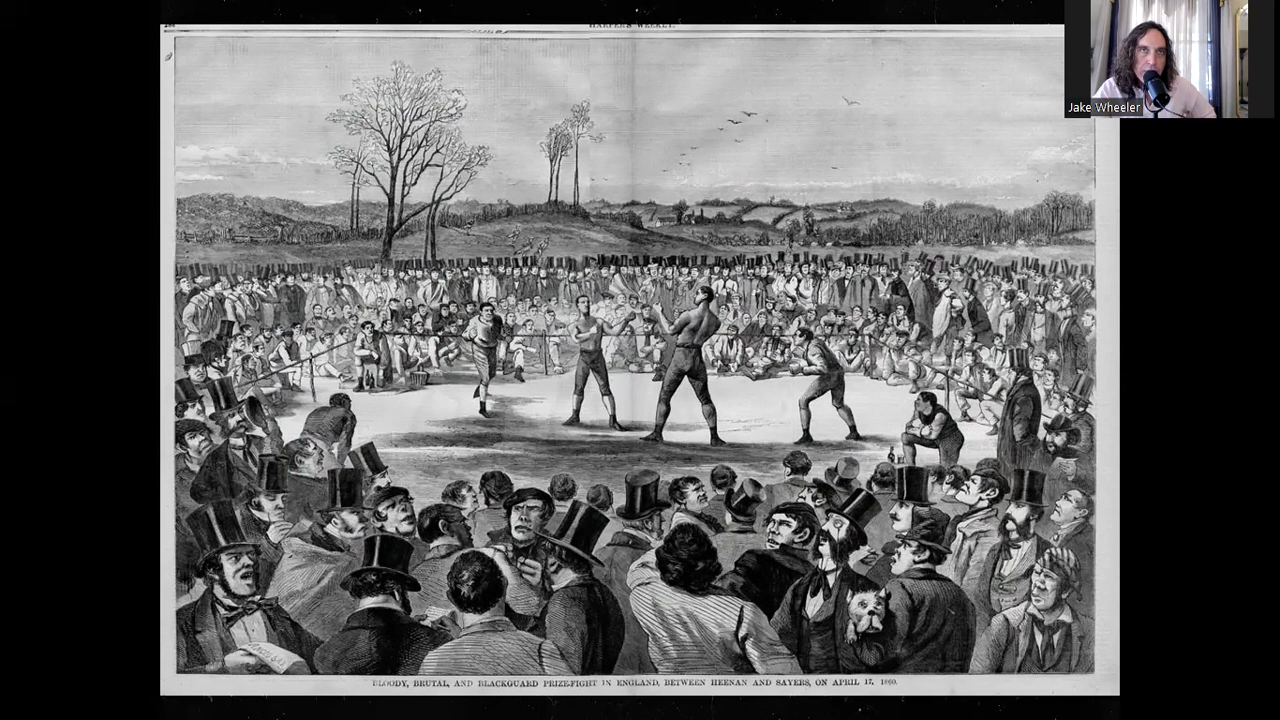 HARPER'S WEEKLY.
Jake Wheeler
BLOODY, BRUTAL, AND BLACKGUARD PRIZE-FIGHT IN ENGLAND, BETWEEN HEENAN AND SAYERS, ON APRIL 17, 1860.